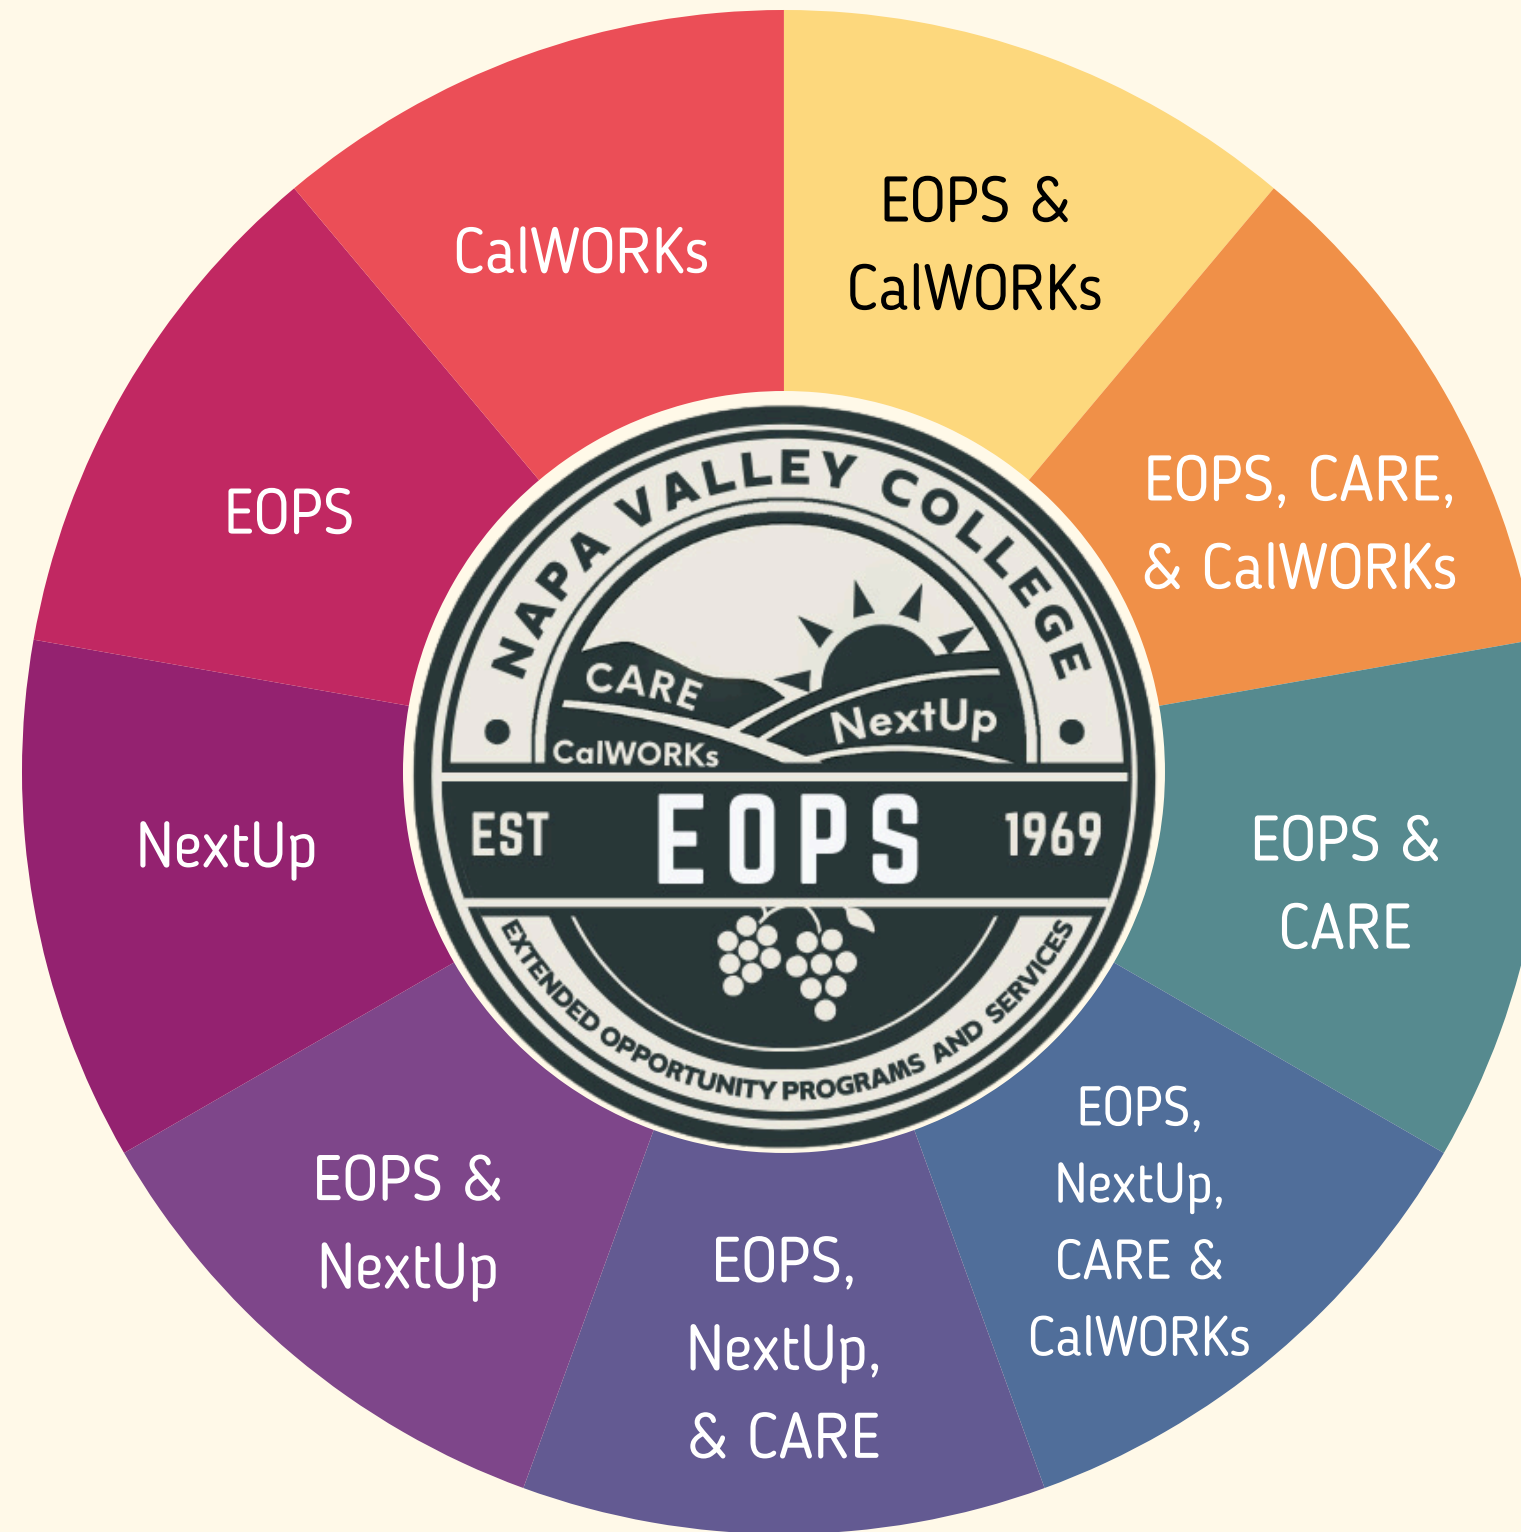 CalWORKs
EOPS &
CalWORKs
EOPS, CARE,
& CalWORKs
EOPS &
CARE
EOPS,
NextUp,
CARE &
CalWORKs
EOPS,
NextUp,
& CARE
EOPS &
NextUp
NextUp
EOPS
NAPA VALLEY COLLEGE
CARE
NextUp
CalWORKs
EST EOPS 1969
EXTENDED OPPORTUNITY PROGRAMS AND SERVICES